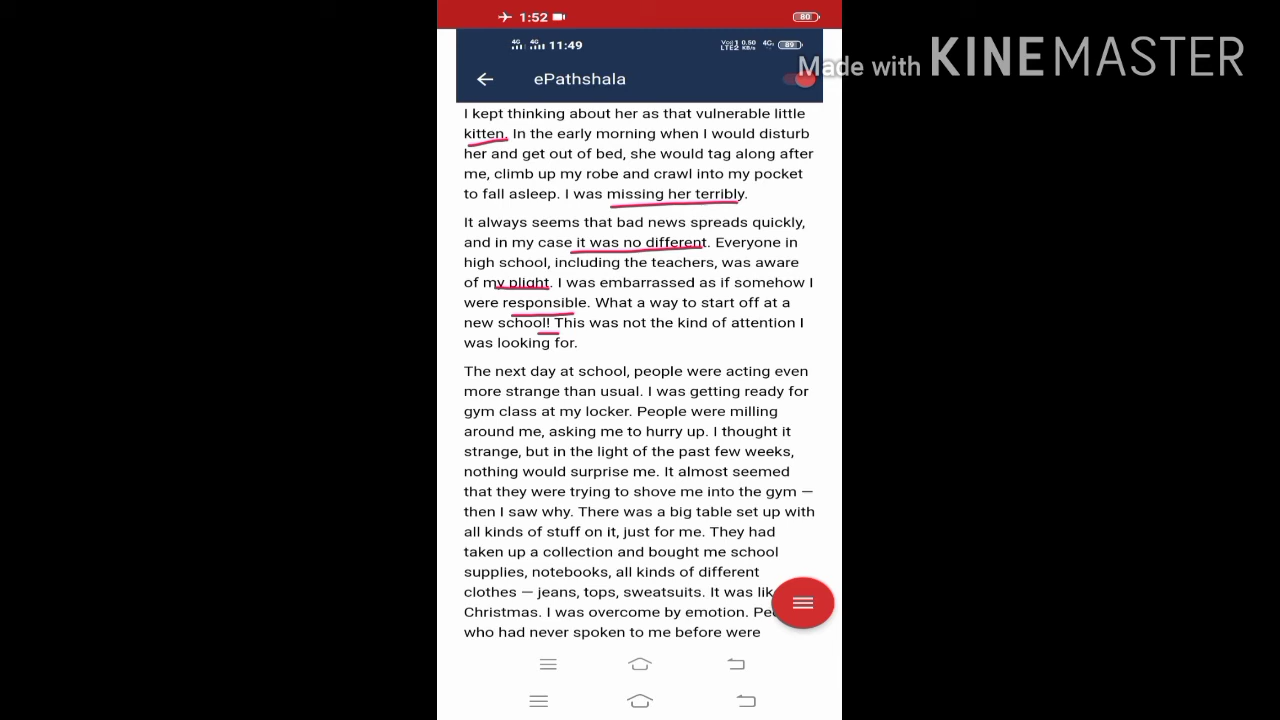 1:52
80
4G 4G 11:49
VoLTE2 0.50 KB/s 4G 89
Made with KINEMASTER
ePathshala
I kept thinking about her as that vulnerable little
kitten. In the early morning when I would disturb
her and get out of bed, she would tag along after
me, climb up my robe and crawl into my pocket
to fall asleep. I was missing her terribly.
It always seems that bad news spreads quickly,
and in my case it was no different. Everyone in
high school, including the teachers, was aware
of my plight. I was embarrassed as if somehow I
were responsible. What a way to start off at a
new school! This was not the kind of attention I
was looking for.
The next day at school, people were acting even
more strange than usual. I was getting ready for
gym class at my locker. People were milling
around me, asking me to hurry up. I thought it
strange, but in the light of the past few weeks,
nothing would surprise me. It almost seemed
that they were trying to shove me into the gym —
then I saw why. There was a big table set up with
all kinds of stuff on it, just for me. They had
taken up a collection and bought me school
supplies, notebooks, all kinds of different
clothes — jeans, tops, sweatsuits. It was
Christmas. I was overcome by emotion.
who had never spoken to me before were